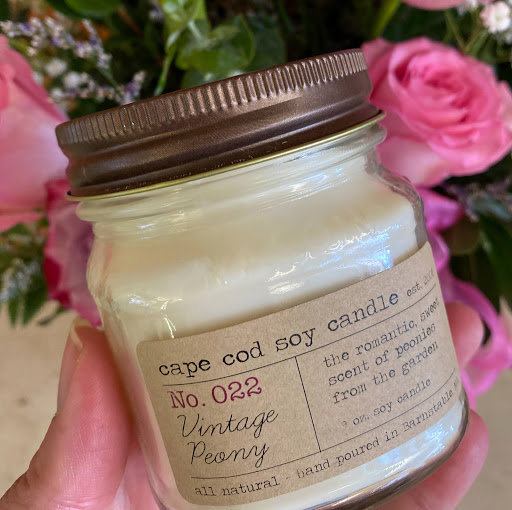 cape cod soy candle est.
No. 022
Vintage
Peony
the romantic, sweet
scent of peonies
from the garden
9 oz. soy candle
all natural · hand poured in Barnstable,